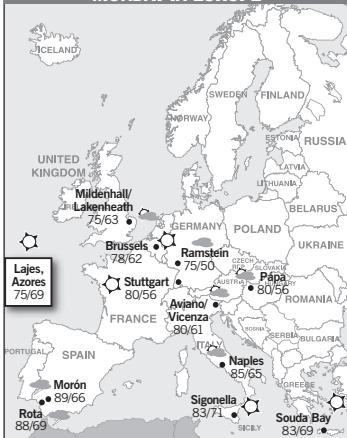 ICELAND
SWEDEN
FINLAND
NORWAY
ESTONIA
RUSSIA
LATVIA
LITHUANIA
UNITED
KINGDOM
Mildenhall/
Lakenheath
75/63
BELARUS
GERMANY
POLAND
Brussels
78/62
Ramstein
75/50
UKRAINE
Lajes,
Azores
75/69
CZECH
SLOVAKIA
Stuttgart
80/56
AUSTRIA
Pápa
80/56
HUNGARY
FRANCE
Aviano/
Vicenza
80/61
ROMANIA
BOSNIA
SERBIA
BULGARIA
PORTUGAL
SPAIN
ITALY
Naples
85/65
Morón
89/66
GREECE
Rota
88/69
Sigonella
83/71
SICILY
Souda Bay
83/69